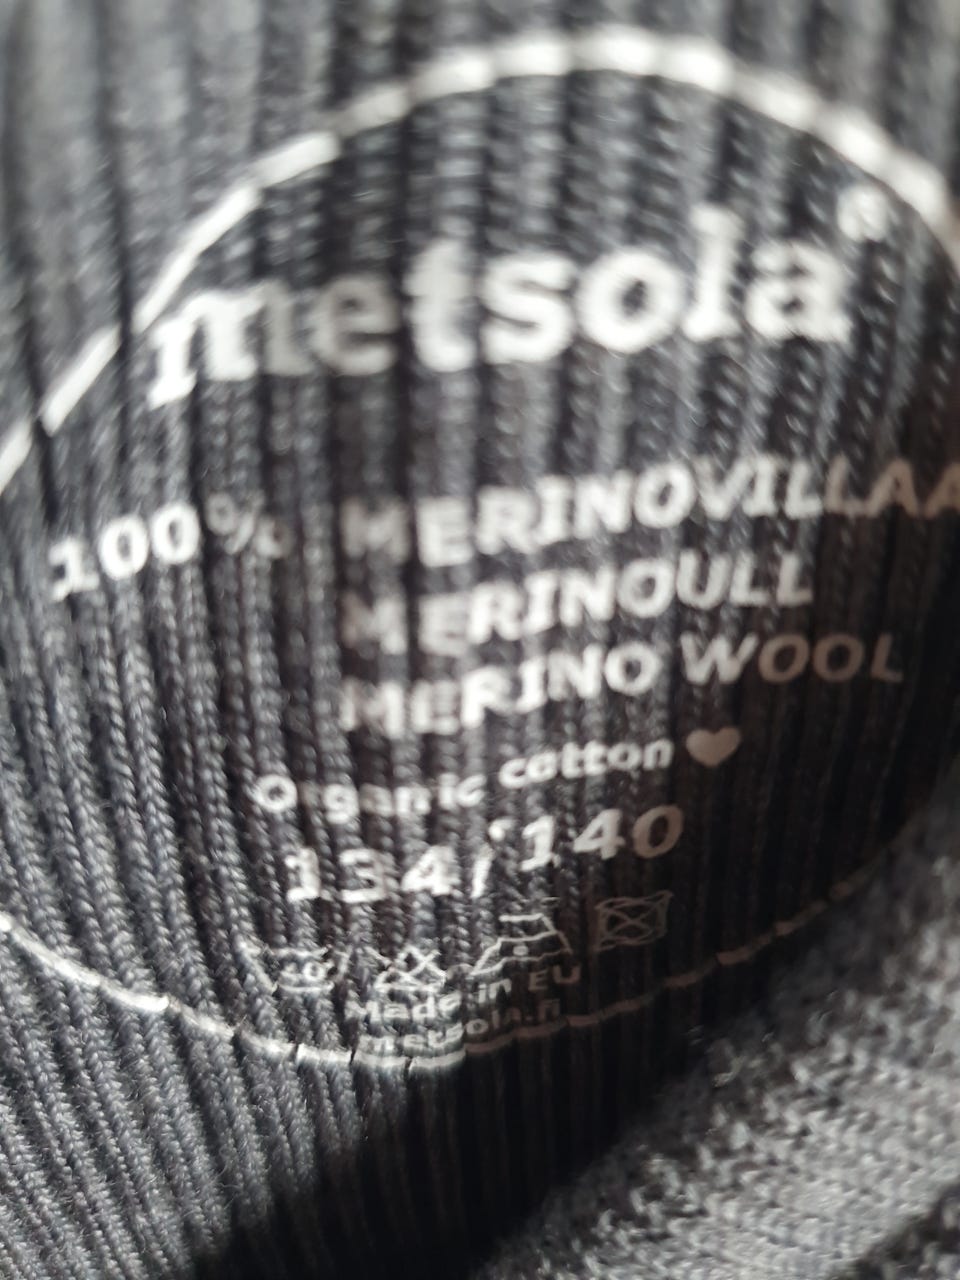 metsola®
100% MERINOVILLAA
MERINOULL
MERINO WOOL
Organic cotton ♥
134/140
Made in EU
metsola.fi